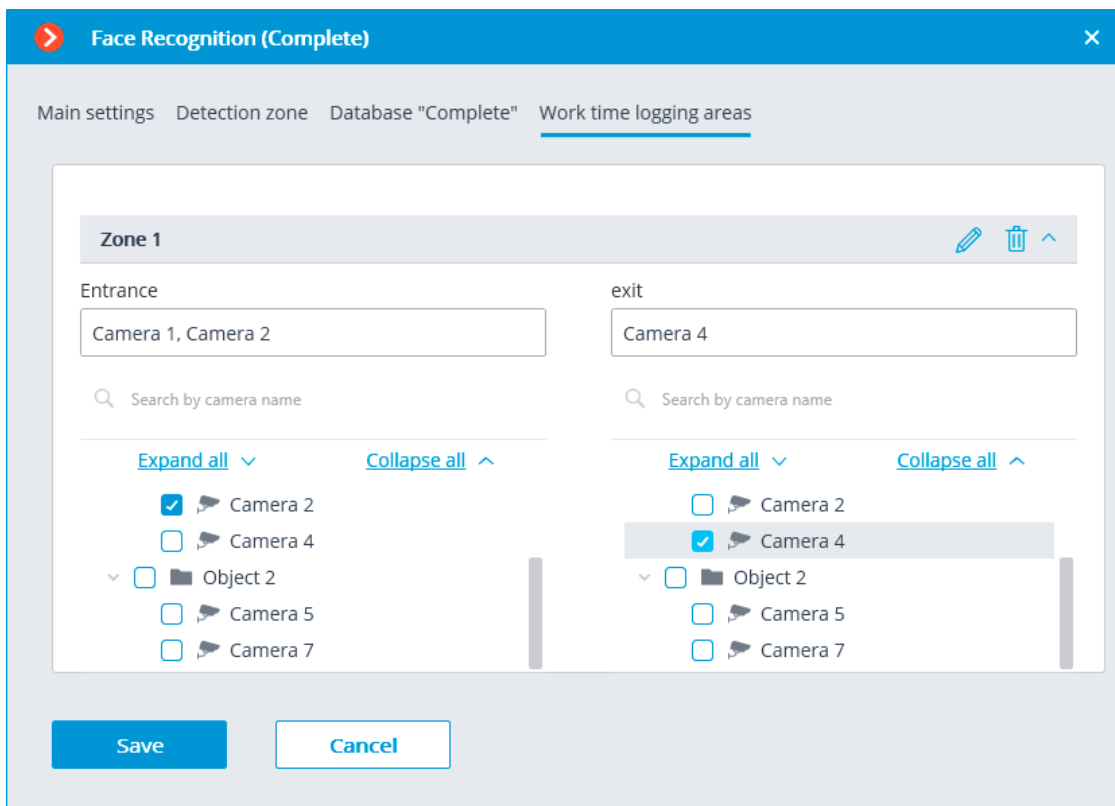 Face Recognition (Complete)
Main settings Detection zone Database "Complete" Work time logging areas
Zone 1
Entrance
Camera 1, Camera 2
Search by camera name
Expand all Collapse all
Camera 2
Camera 4
Object 2
Camera 5
Camera 7
exit
Camera 4
Search by camera name
Expand all Collapse all
Camera 2
Camera 4
Object 2
Camera 5
Camera 7
Save Cancel